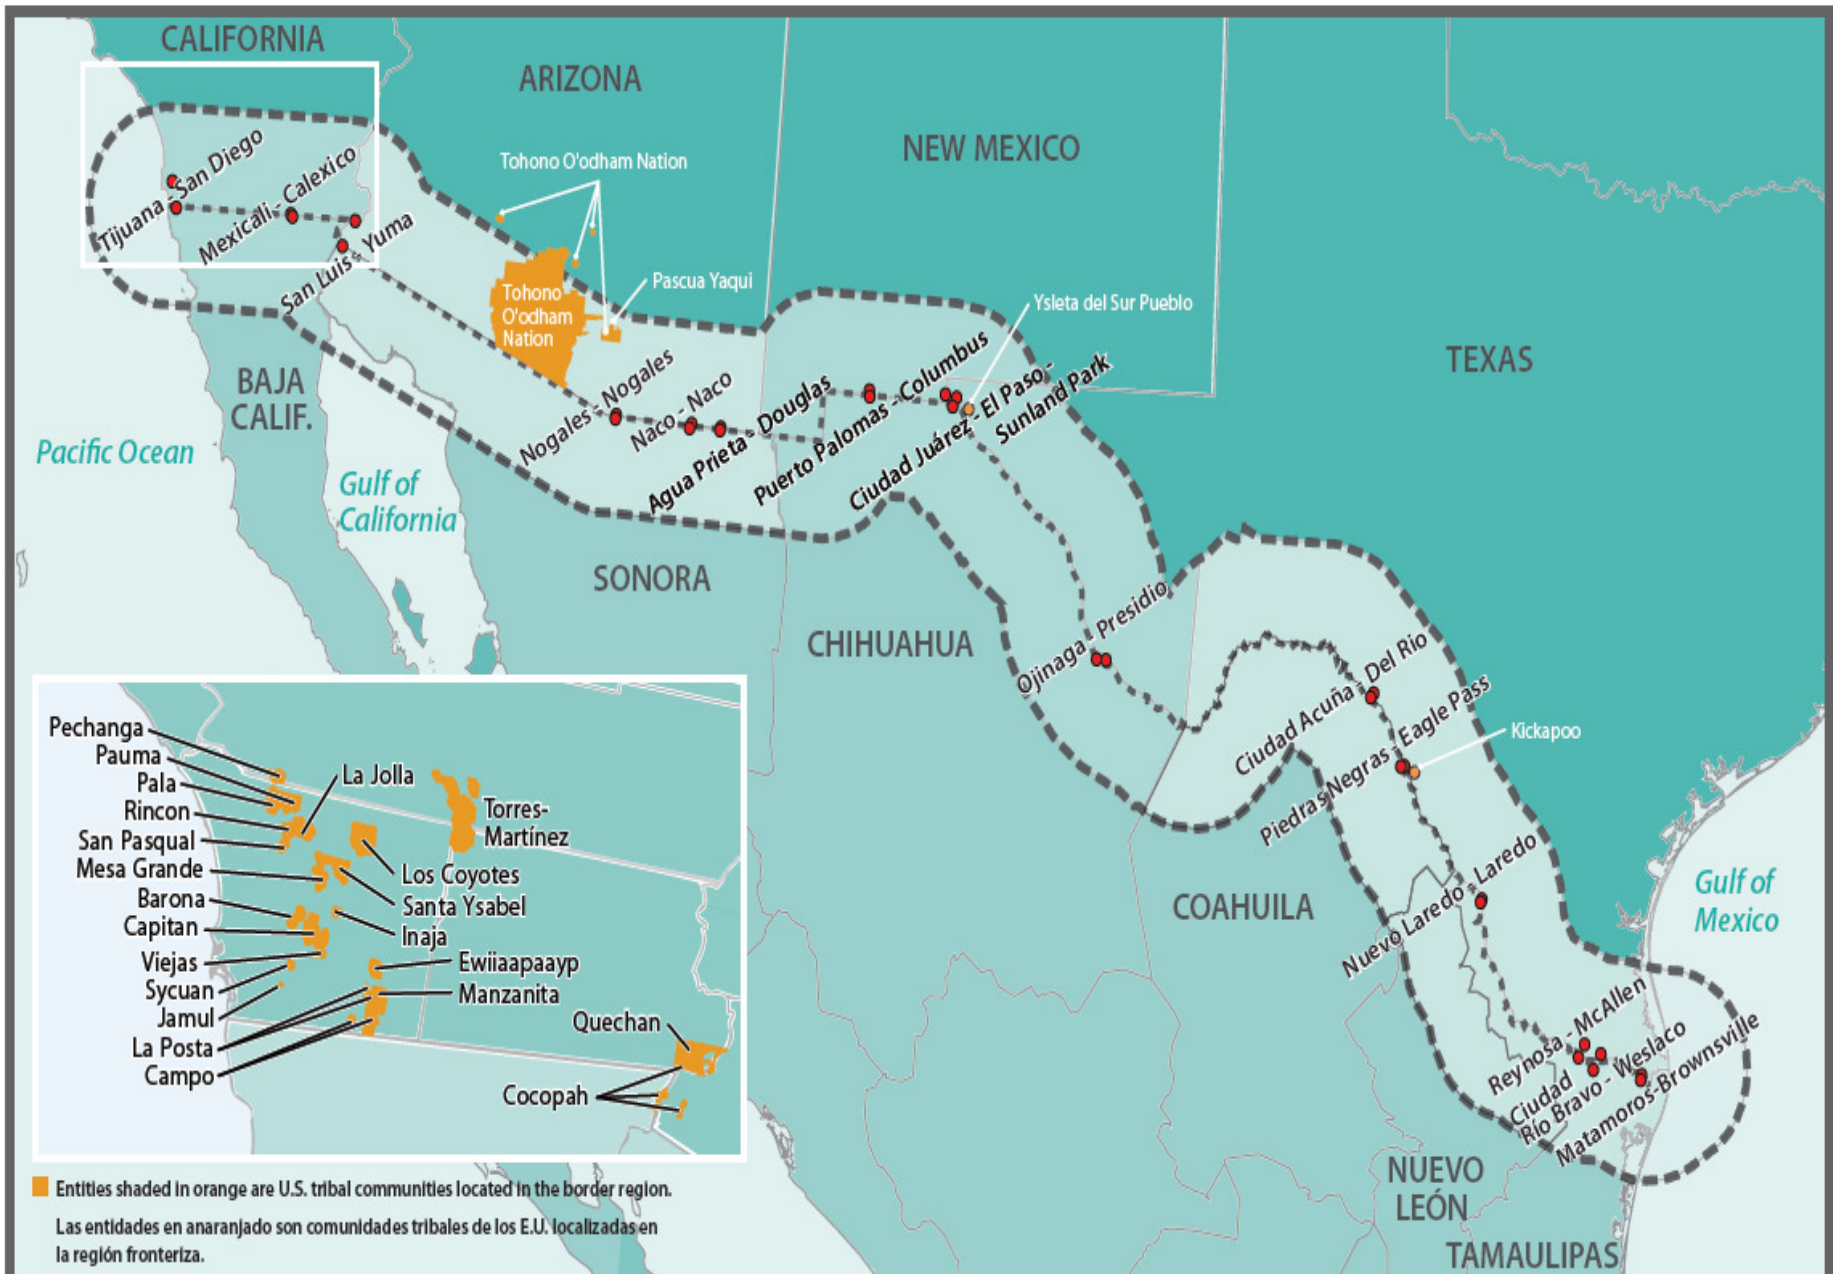 CALIFORNIA
ARIZONA
NEW MEXICO
TEXAS
Tohono O'odham Nation
Tijuana - San Diego
Mexicali - Calexico
San Luis - Yuma
Tohono
O'odham
Nation
Pascua Yaqui
Ysleta del Sur Pueblo
BAJA
CALIF.
Nogales - Nogales
Naco - Naco
Agua Prieta - Douglas
Puerto Palomas - Columbus
Ciudad Juárez - El Paso -
Sunland Park
Pacific Ocean
Gulf of
California
SONORA
CHIHUAHUA
Ojinaga - Presidio
Ciudad Acuña - Del Rio
Piedras Negras - Eagle Pass
Kickapoo
COAHUILA
Nuevo Laredo - Laredo
Gulf of
Mexico
Reynosa - McAllen
Ciudad
Río Bravo - Weslaco
Matamoros-Brownsville
NUEVO
LEÓN
TAMAULIPAS
Pechanga
Pauma
Pala
Rincon
San Pasqual
Mesa Grande
Barona
Capitan
Viejas
Sycuan
Jamul
La Posta
Campo
La Jolla
Torres-
Martínez
Los Coyotes
Santa Ysabel
Inaja
Ewiiaapaayp
Manzanita
Quechan
Cocopah
Entities shaded in orange are U.S. tribal communities located in the border region.
Las entidades en anaranjado son comunidades tribales de los E.U. localizadas en
la región fronteriza.